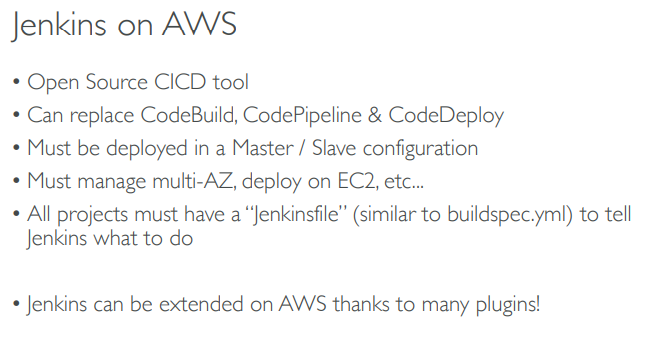 Jenkins on AWS
• Open Source CICD tool
• Can replace CodeBuild, CodePipeline & CodeDeploy
• Must be deployed in a Master / Slave configuration
• Must manage multi-AZ, deploy on EC2, etc...
• All projects must have a “Jenkinsfile” (similar to buildspec.yml) to tell
Jenkins what to do
• Jenkins can be extended on AWS thanks to many plugins!